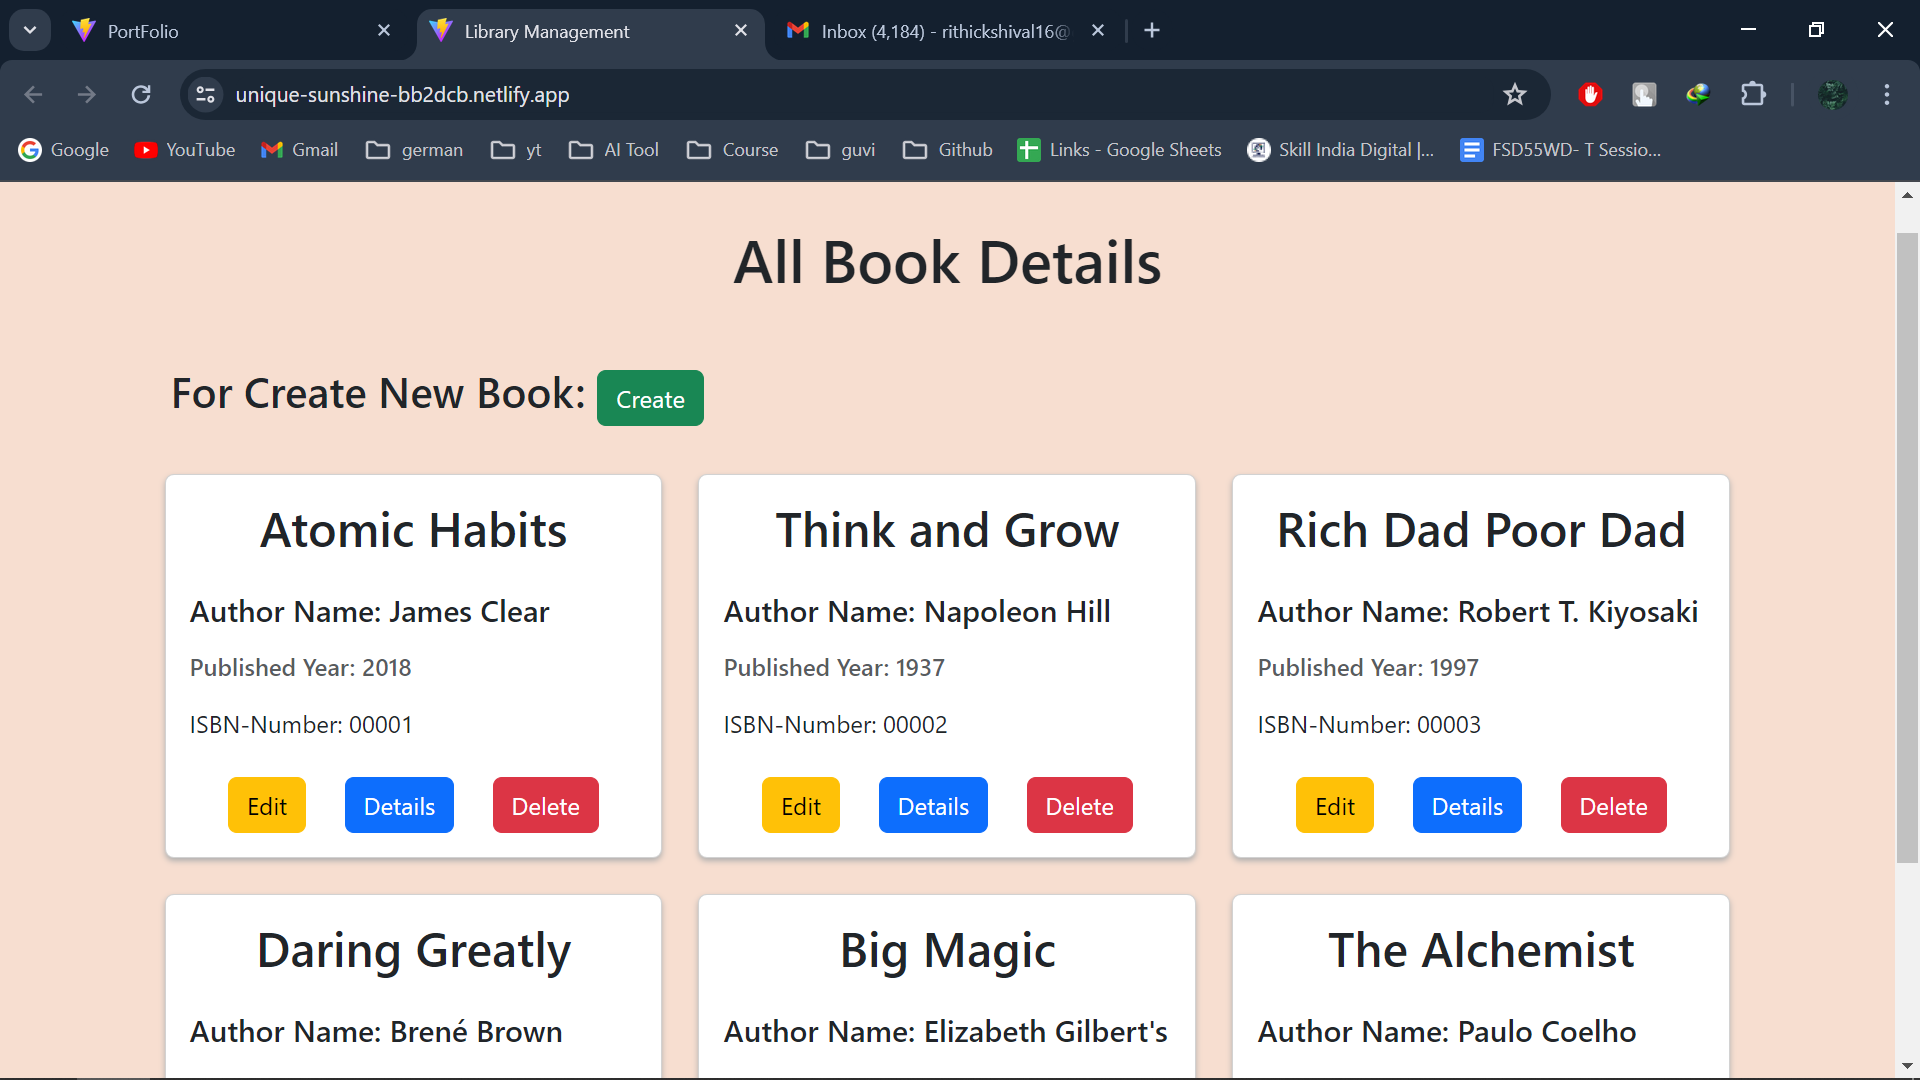 PortFolio
Library Management
Inbox (4,184) - rithickshival16@
unique-sunshine-bb2dcb.netlify.app
Google YouTube Gmail german yt AI Tool Course guvi Github Links - Google Sheets Skill India Digital |... FSD55WD- T Sessio...
All Book Details
For Create New Book: Create
Atomic Habits
Author Name: James Clear
Published Year: 2018
ISBN-Number: 00001
Edit Details Delete
Think and Grow
Author Name: Napoleon Hill
Published Year: 1937
ISBN-Number: 00002
Edit Details Delete
Rich Dad Poor Dad
Author Name: Robert T. Kiyosaki
Published Year: 1997
ISBN-Number: 00003
Edit Details Delete
Daring Greatly
Author Name: Brené Brown
Big Magic
Author Name: Elizabeth Gilbert's
The Alchemist
Author Name: Paulo Coelho